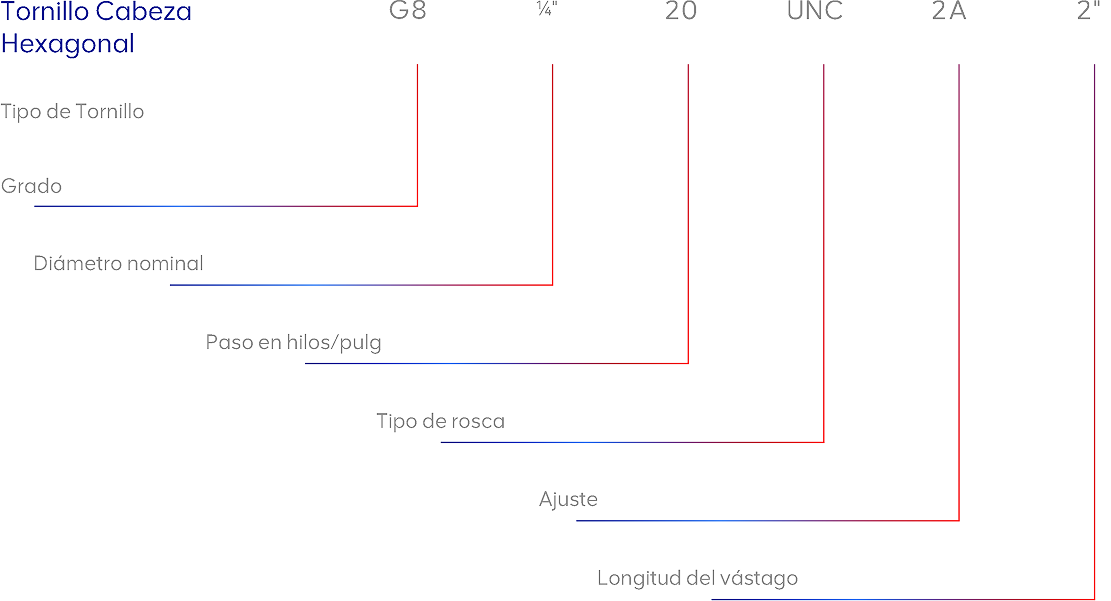 Tornillo Cabeza
Hexagonal
G8
¼"
20
UNC
2A
2"
Tipo de Tornillo
Grado
Diámetro nominal
Paso en hilos/pulg
Tipo de rosca
Ajuste
Longitud del vástago